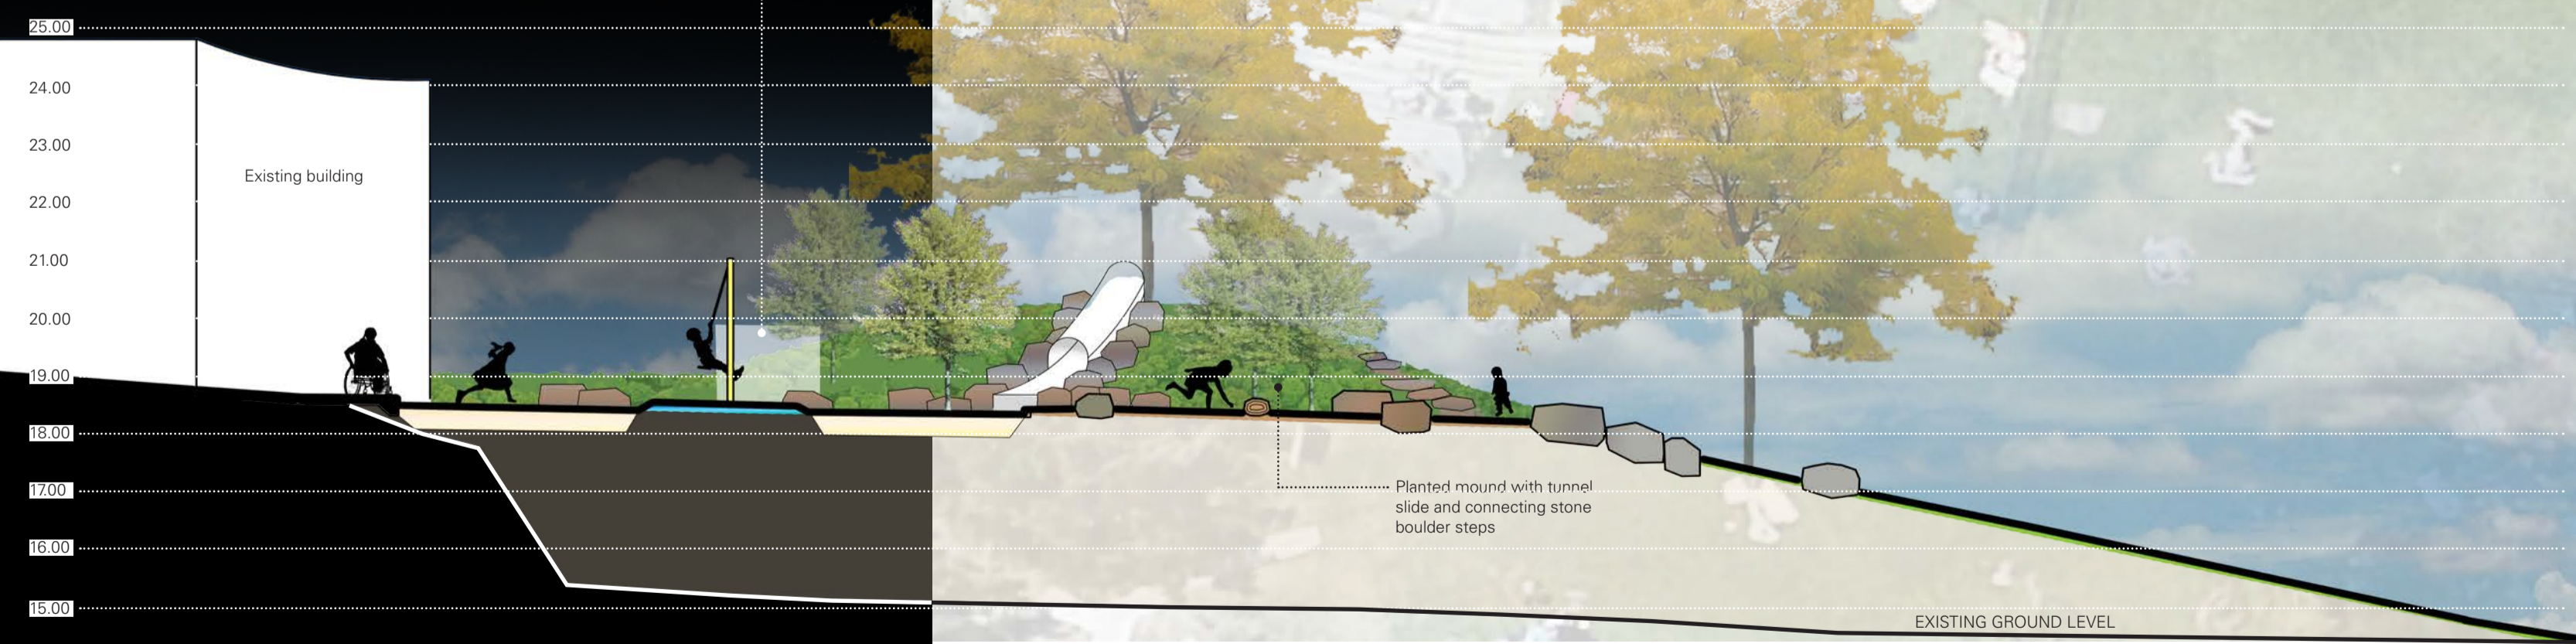 25.00
24.00
23.00
Existing building
22.00
21.00
20.00
19.00
18.00
17.00
Planted mound with tunnel
slide and connecting stone
boulder steps
16.00
15.00
EXISTING GROUND LEVEL